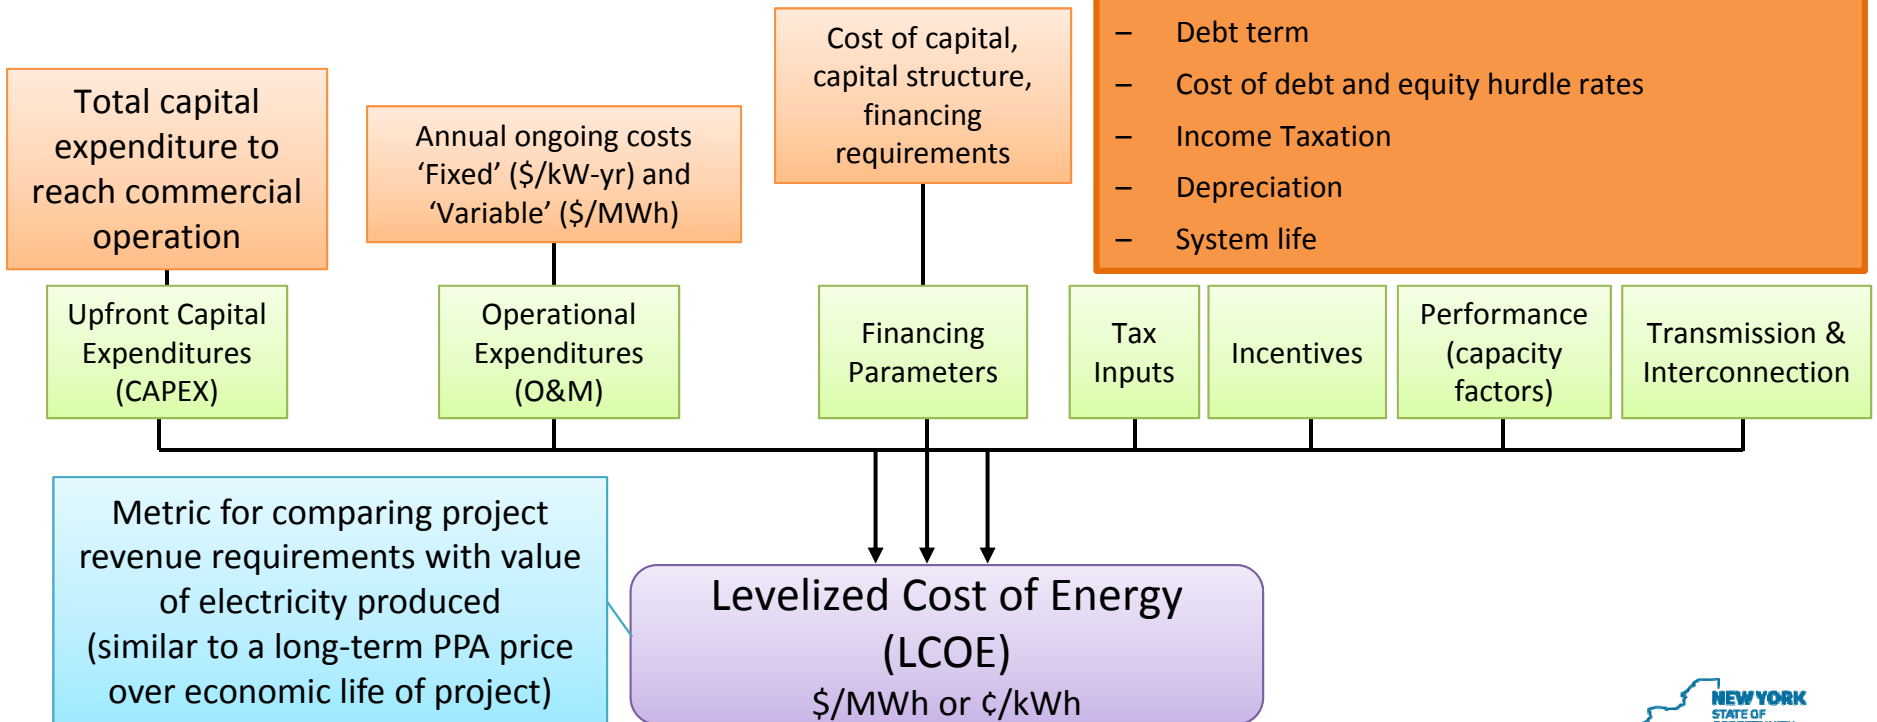 Total capital
expenditure to
reach commercial
operation
Annual ongoing costs
‘Fixed’ ($/kW-yr) and
‘Variable’ ($/MWh)
Cost of capital,
capital structure,
financing
requirements
– Debt term
– Cost of debt and equity hurdle rates
– Income Taxation
– Depreciation
– System life
Upfront Capital
Expenditures
(CAPEX)
Operational
Expenditures
(O&M)
Financing
Parameters
Tax
Inputs
Incentives
Performance
(capacity
factors)
Transmission &
Interconnection
Metric for comparing project
revenue requirements with value
of electricity produced
(similar to a long-term PPA price
over economic life of project)
Levelized Cost of Energy
(LCOE)
$/MWh or ¢/kWh
NEW YORK
STATE OF